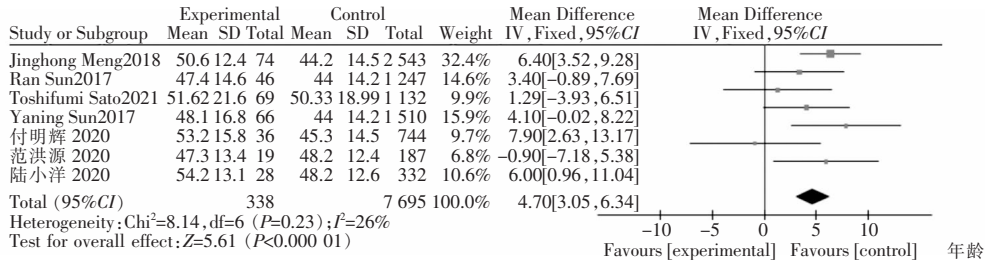 Experimental Control Mean Difference Mean Difference
Study or Subgroup Mean SD Total Mean SD Total Weight IV,Fixed,95%CI IV,Fixed,95%CI
Jinghong Meng2018 50.6 12.4 74 44.2 14.5 2 543 32.4% 6.40[3.52,9.28]
Ran Sun2017 47.4 14.6 46 44 14.2 1 247 14.6% 3.40[-0.89,7.69]
Toshifumi Sato2021 51.62 21.6 69 50.33 18.99 1 132 9.9% 1.29[-3.93,6.51]
Yaning Sun2017 48.1 16.8 66 44 14.2 1 510 15.9% 4.10[-0.02,8.22]
付明辉 2020 53.2 15.8 36 45.3 14.5 744 9.7% 7.90[2.63,13.17]
范洪源 2020 47.3 13.4 19 48.2 12.4 187 6.8% -0.90[-7.18,5.38]
陆小洋 2020 54.2 13.1 28 48.2 12.6 332 10.6% 6.00[0.96,11.04]
Total (95%CI) 338 7 695 100.0% 4.70[3.05,6.34]
Heterogeneity:Chi²=8.14,df=6 (P=0.23);I²=26%
Test for overall effect:Z=5.61 (P<0.000 01)
-10 -5 0 5 10
Favours [experimental] Favours [control] 年龄